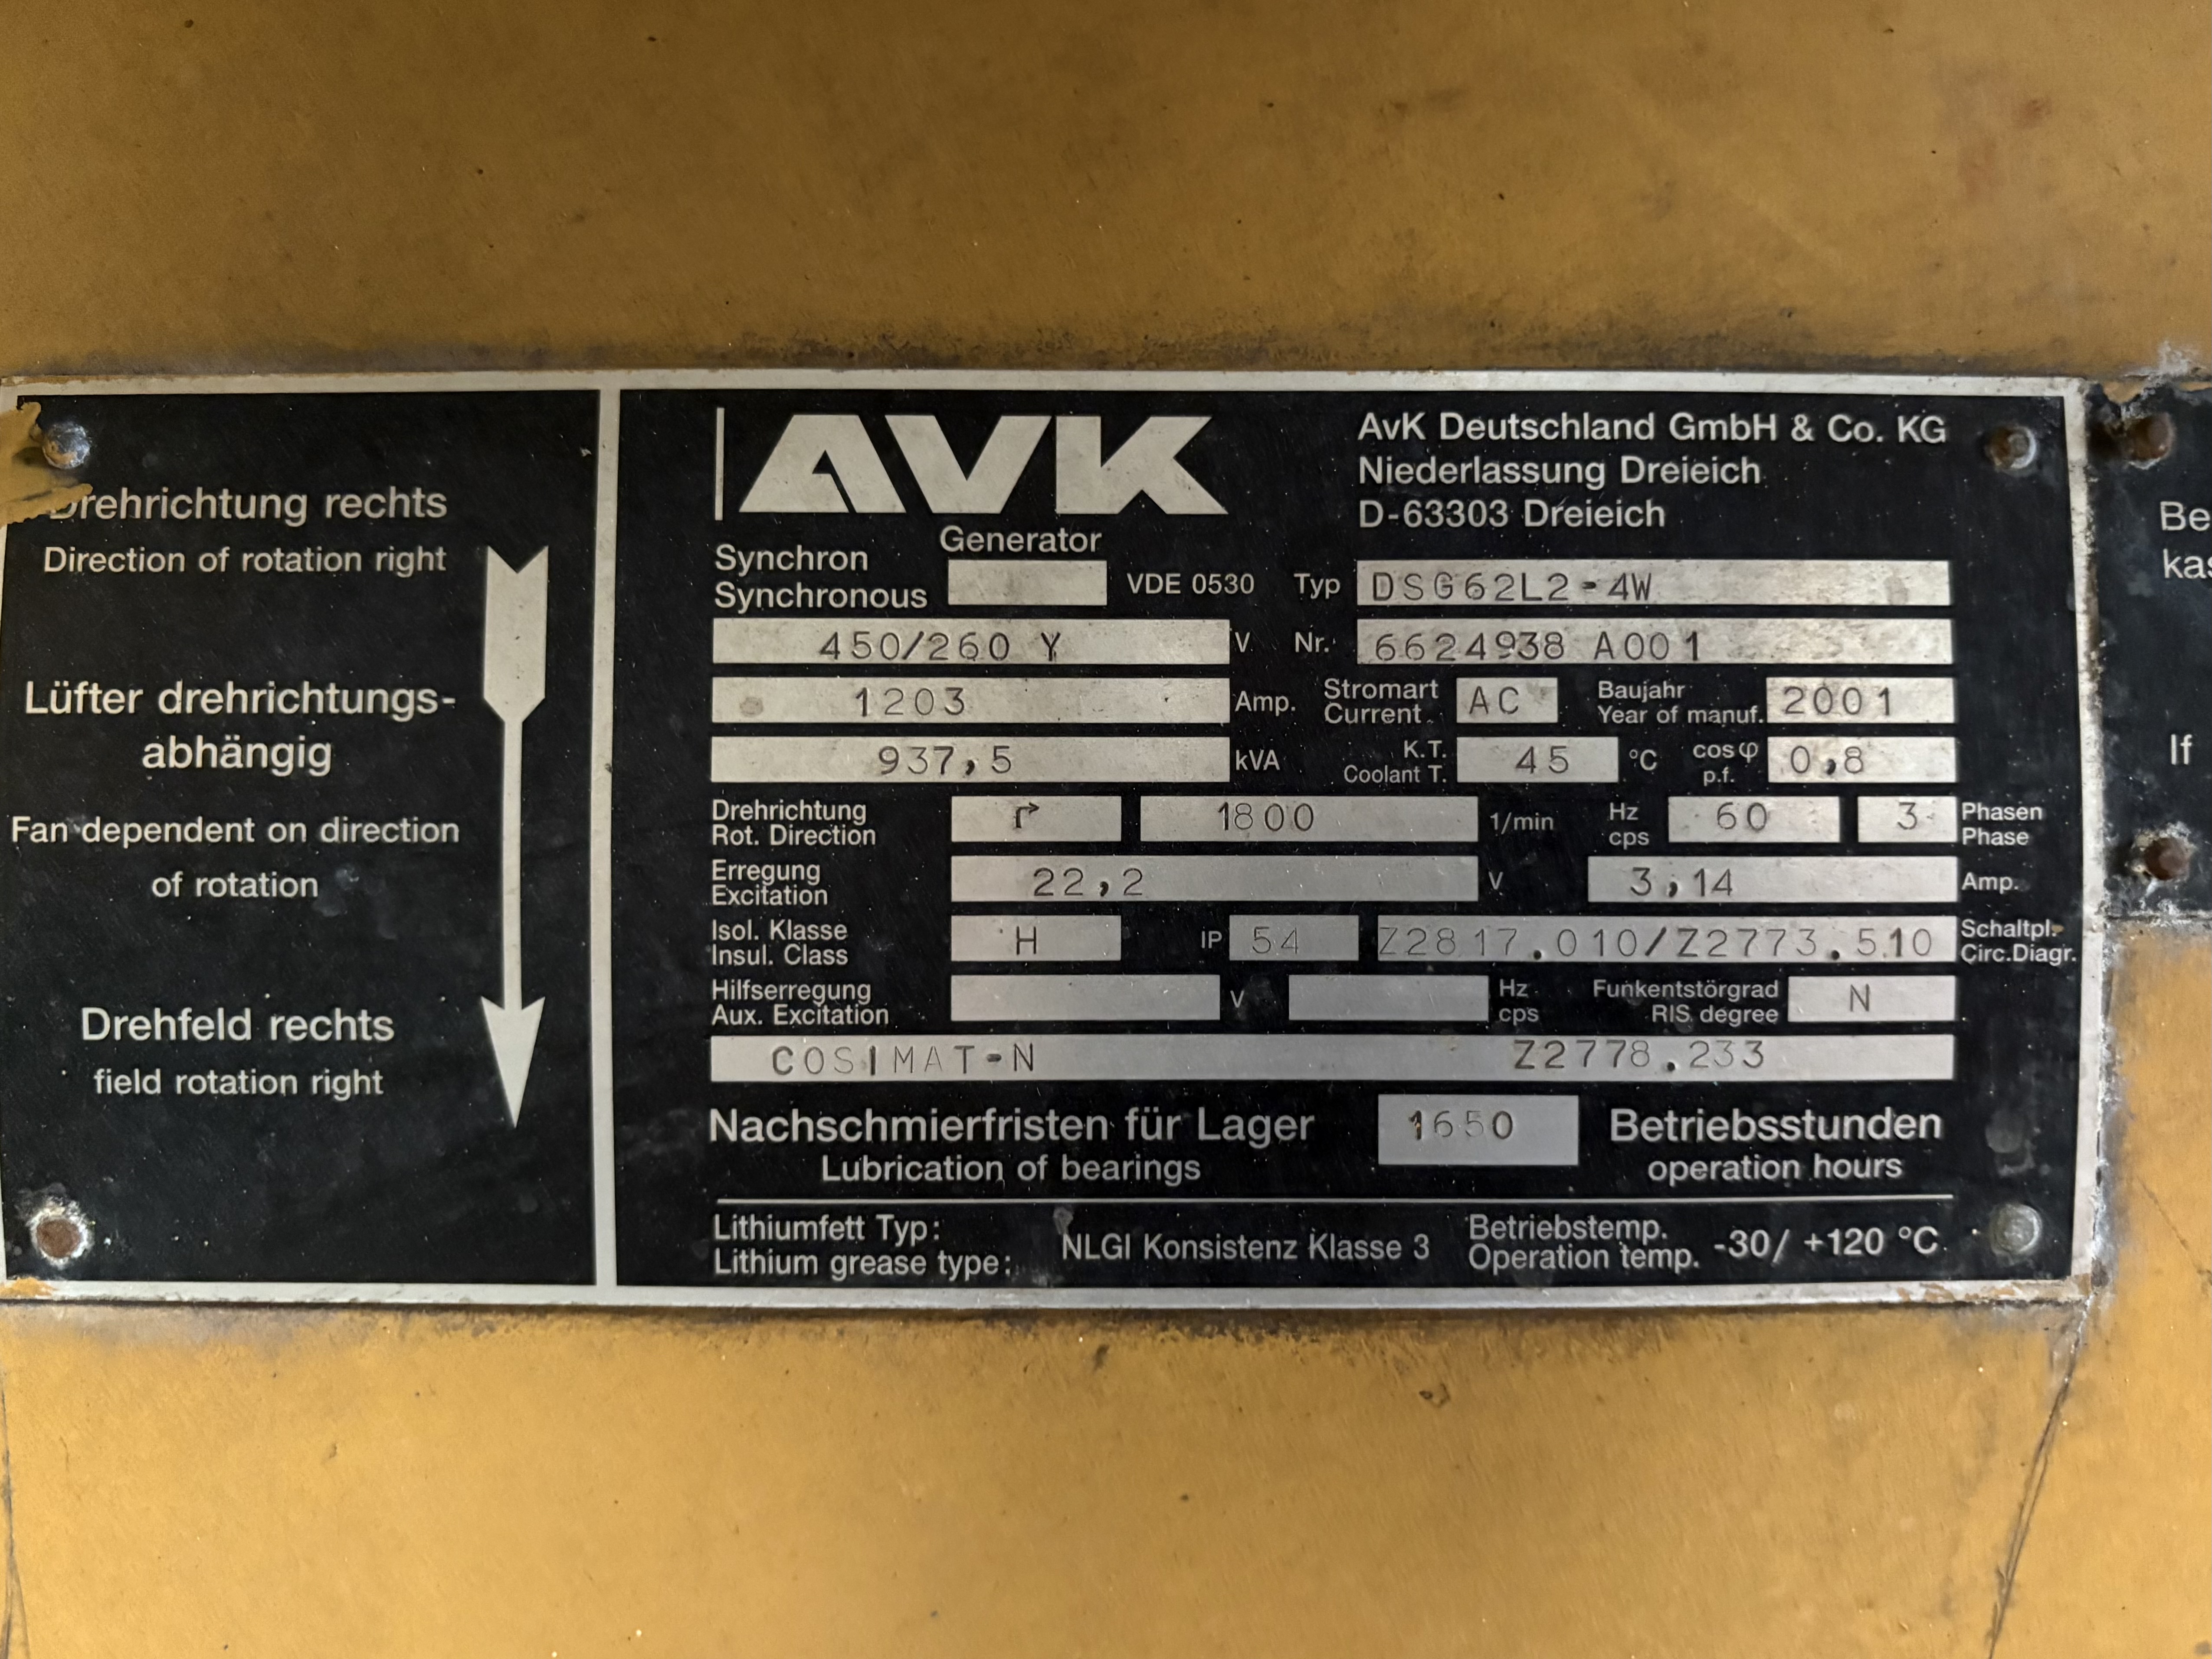 Drehrichtung rechts
Direction of rotation right
Lüfter drehrichtungs-
abhängig
Fan dependent on direction
of rotation
Drehfeld rechts
field rotation right
AVK
AvK Deutschland GmbH & Co. KG
Niederlassung Dreieich
D-63303 Dreieich
Generator
Synchron
Synchronous
VDE 0530 Typ DSG62L2-4W
450/260 Y V Nr. 6624938 A001
1203 Amp. Stromart AC Baujahr 2001
Current Year of manuf.
937,5 kVA K.T. 45 °C cosφ 0,8
Coolant T. p.f.
Drehrichtung 1800 1/min Hz 60 3 Phasen
Rot. Direction cps Phase
Erregung 22,2 V 3,14 Amp.
Excitation
Isol. Klasse H IP 54 Z2817.010/Z2773.510 Schaltpl.
Insul. Class Circ.Diagr.
Hilfserregung V Hz Funkentstörgrad N
Aux. Excitation cps RIS degree
COSIMAT-N Z2778.233
Nachschmierfristen für Lager 1650 Betriebsstunden
Lubrication of bearings operation hours
Lithiumfett Typ: NLGI Konsistenz Klasse 3 Betriebstemp. -30/ +120 °C
Lithium grease type: Operation temp.
Be
kas
If